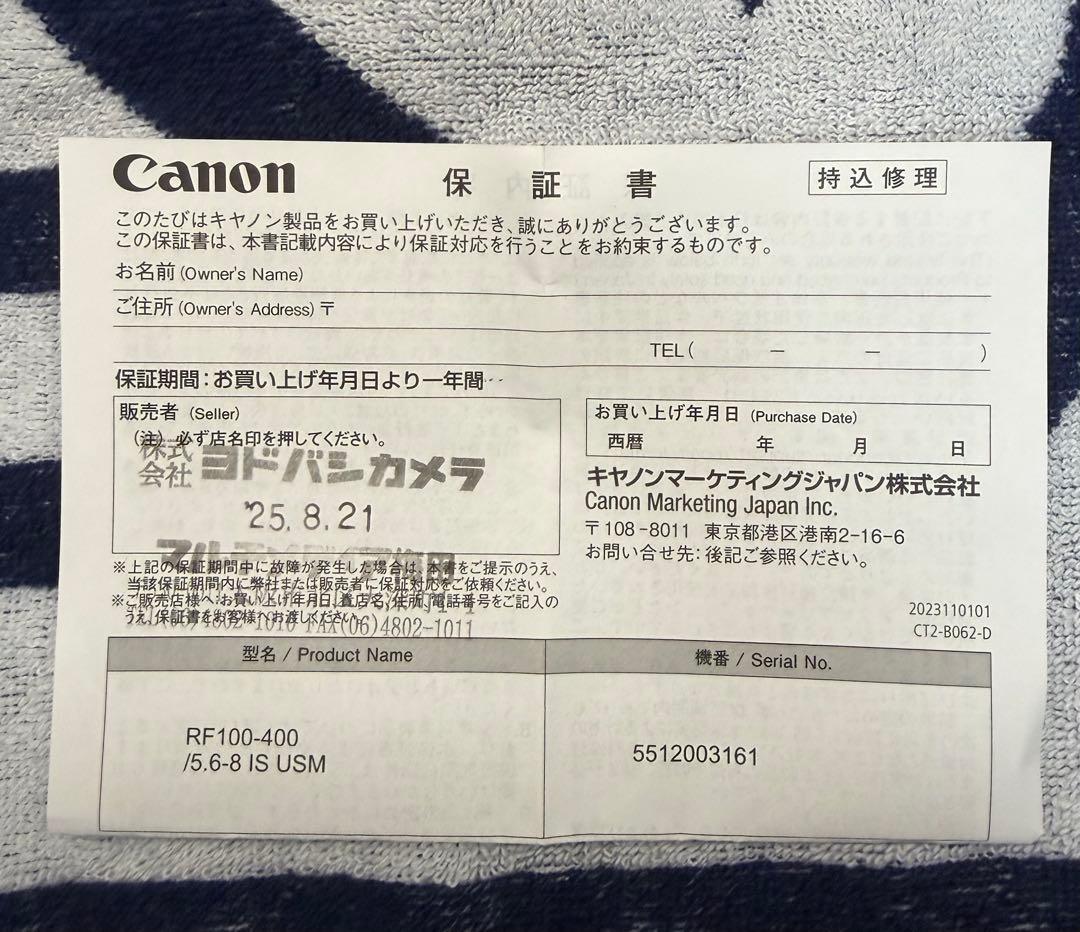 Canon 保証書 持込修理
このたびはキヤノン製品をお買い上げいただき、誠にありがとうございます。
この保証書は、本書記載内容により保証対応を行うことをお約束するものです。
お名前 (Owner's Name)
ご住所 (Owner's Address) 〒
TEL( ー ー )
保証期間：お買い上げ年月日より一年間
販売者 (Seller)
(注) 必ず店名印を押してください。
株式会社 ヨドバシカメラ
'25.8.21
(06)4802-1010 FAX(06)4802-1011
※上記の保証期間中に故障が発生した場合は、本書をご提示のうえ、
当該保証期間内に弊社または販売者に保証対応をご依頼ください。
※ご販売店様へ:お買い上げ年月日、貴店名、住所、電話番号をご記入の
うえ、保証書をお客様へお渡しください。
お買い上げ年月日 (Purchase Date)
西暦 年 月 日
キヤノンマーケティングジャパン株式会社
Canon Marketing Japan Inc.
〒108-8011 東京都港区港南2-16-6
お問い合せ先：後記ご参照ください。
2023110101
CT2-B062-D
型名 / Product Name
機番 / Serial No.
RF100-400
/5.6-8 IS USM
5512003161